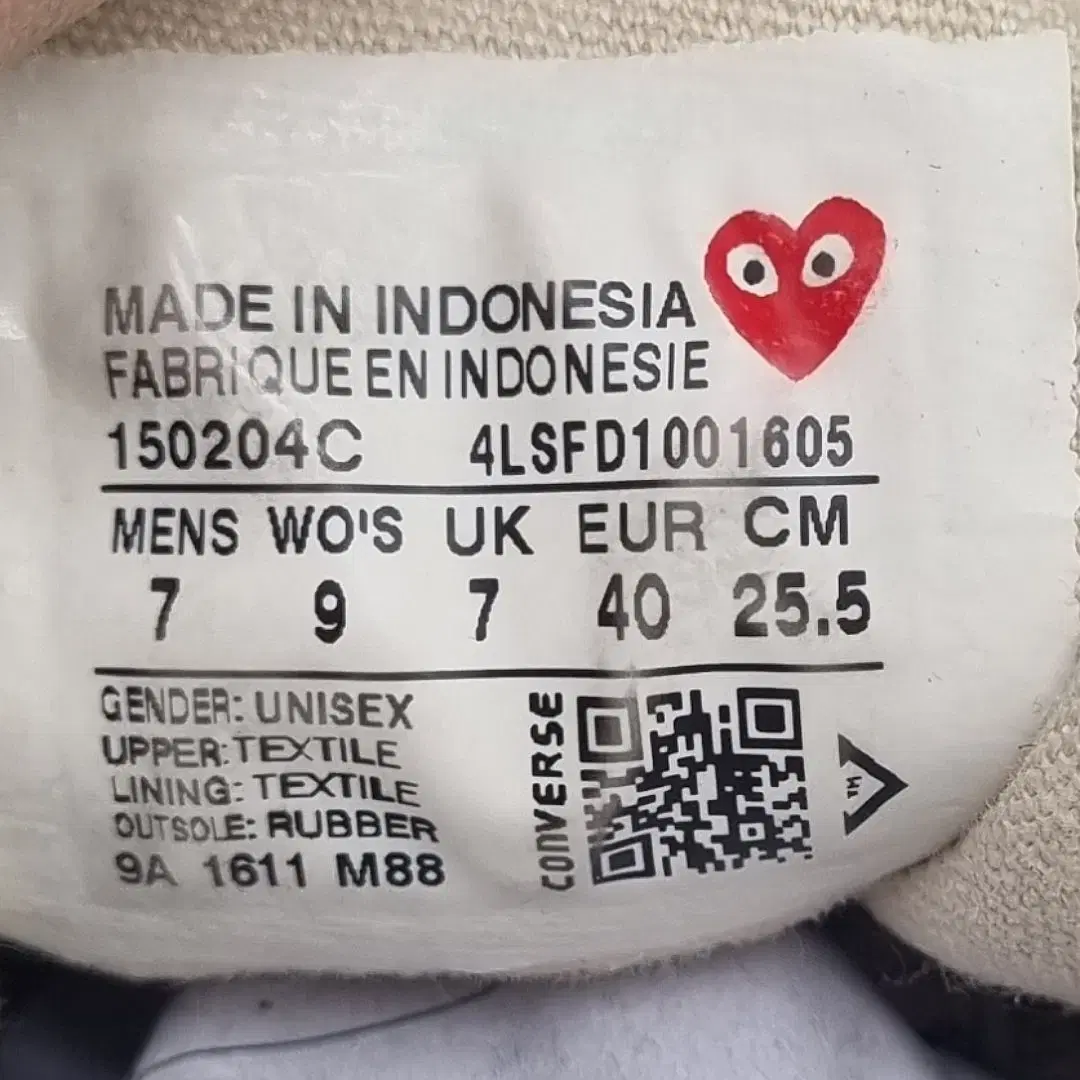 MADE IN INDONESIA
FABRIQUE EN INDONESIE
150204C 4LSFD1001605
MENS WO'S UK EUR CM
7 9 7 40 25.5
GENDER: UNISEX
UPPER: TEXTILE
LINING: TEXTILE
OUTSOLE: RUBBER
9A 1611 M88
CONVERSE
TM